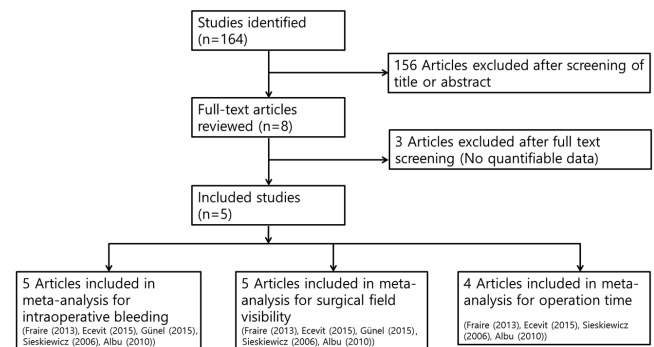 Studies identified
(n=164)
156 Articles excluded after screening of
title or abstract
Full-text articles
reviewed (n=8)
3 Articles excluded after full text
screening (No quantifiable data)
Included studies
(n=5)
5 Articles included in
meta-analysis for
intraoperative bleeding
(Fraire (2013), Ecevit (2015), Günel (2015),
Sieskiewicz (2006), Albu (2010))
5 Articles included in meta-
analysis for surgical field
visibility
(Fraire (2013), Ecevit (2015), Günel (2015),
Sieskiewicz (2006), Albu (2010))
4 Articles included in meta-
analysis for operation time
(Fraire (2013), Ecevit (2015), Sieskiewicz
(2006), Albu (2010))